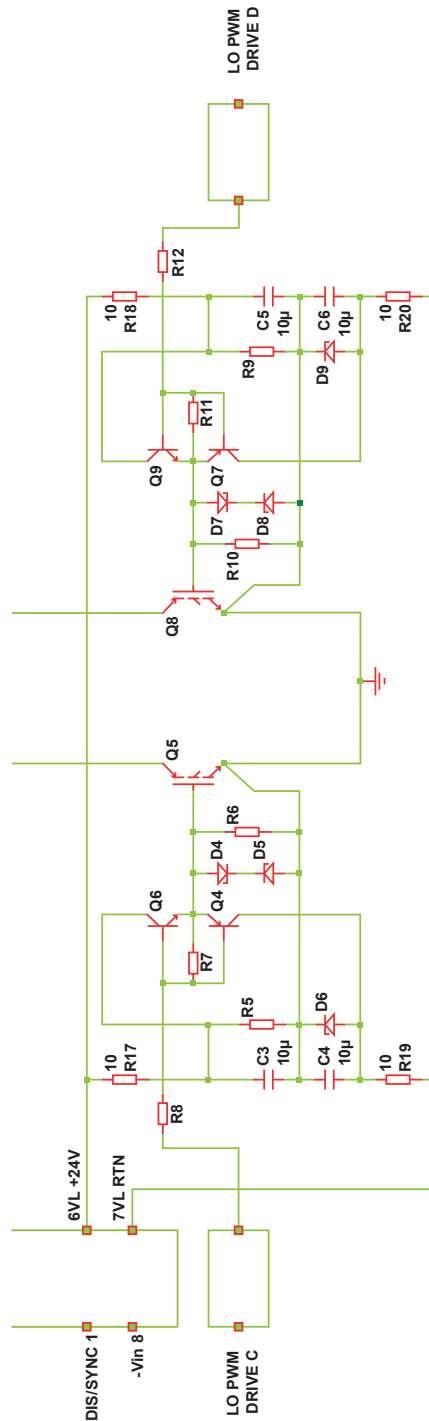 DIS/SYNC 1
-Vin 8
6VL +24V
7VL RTN
LO PWM
DRIVE C
R8
10
R17
C3
10µ
C4
10µ
10
R19
R5
D6
R7
Q6
Q4
D4
D5
R6
Q5
Q8
R10
D7
D8
Q9
Q7
R11
R9
D9
10
R18
C5
10µ
C6
10µ
10
R20
R12
LO PWM
DRIVE D